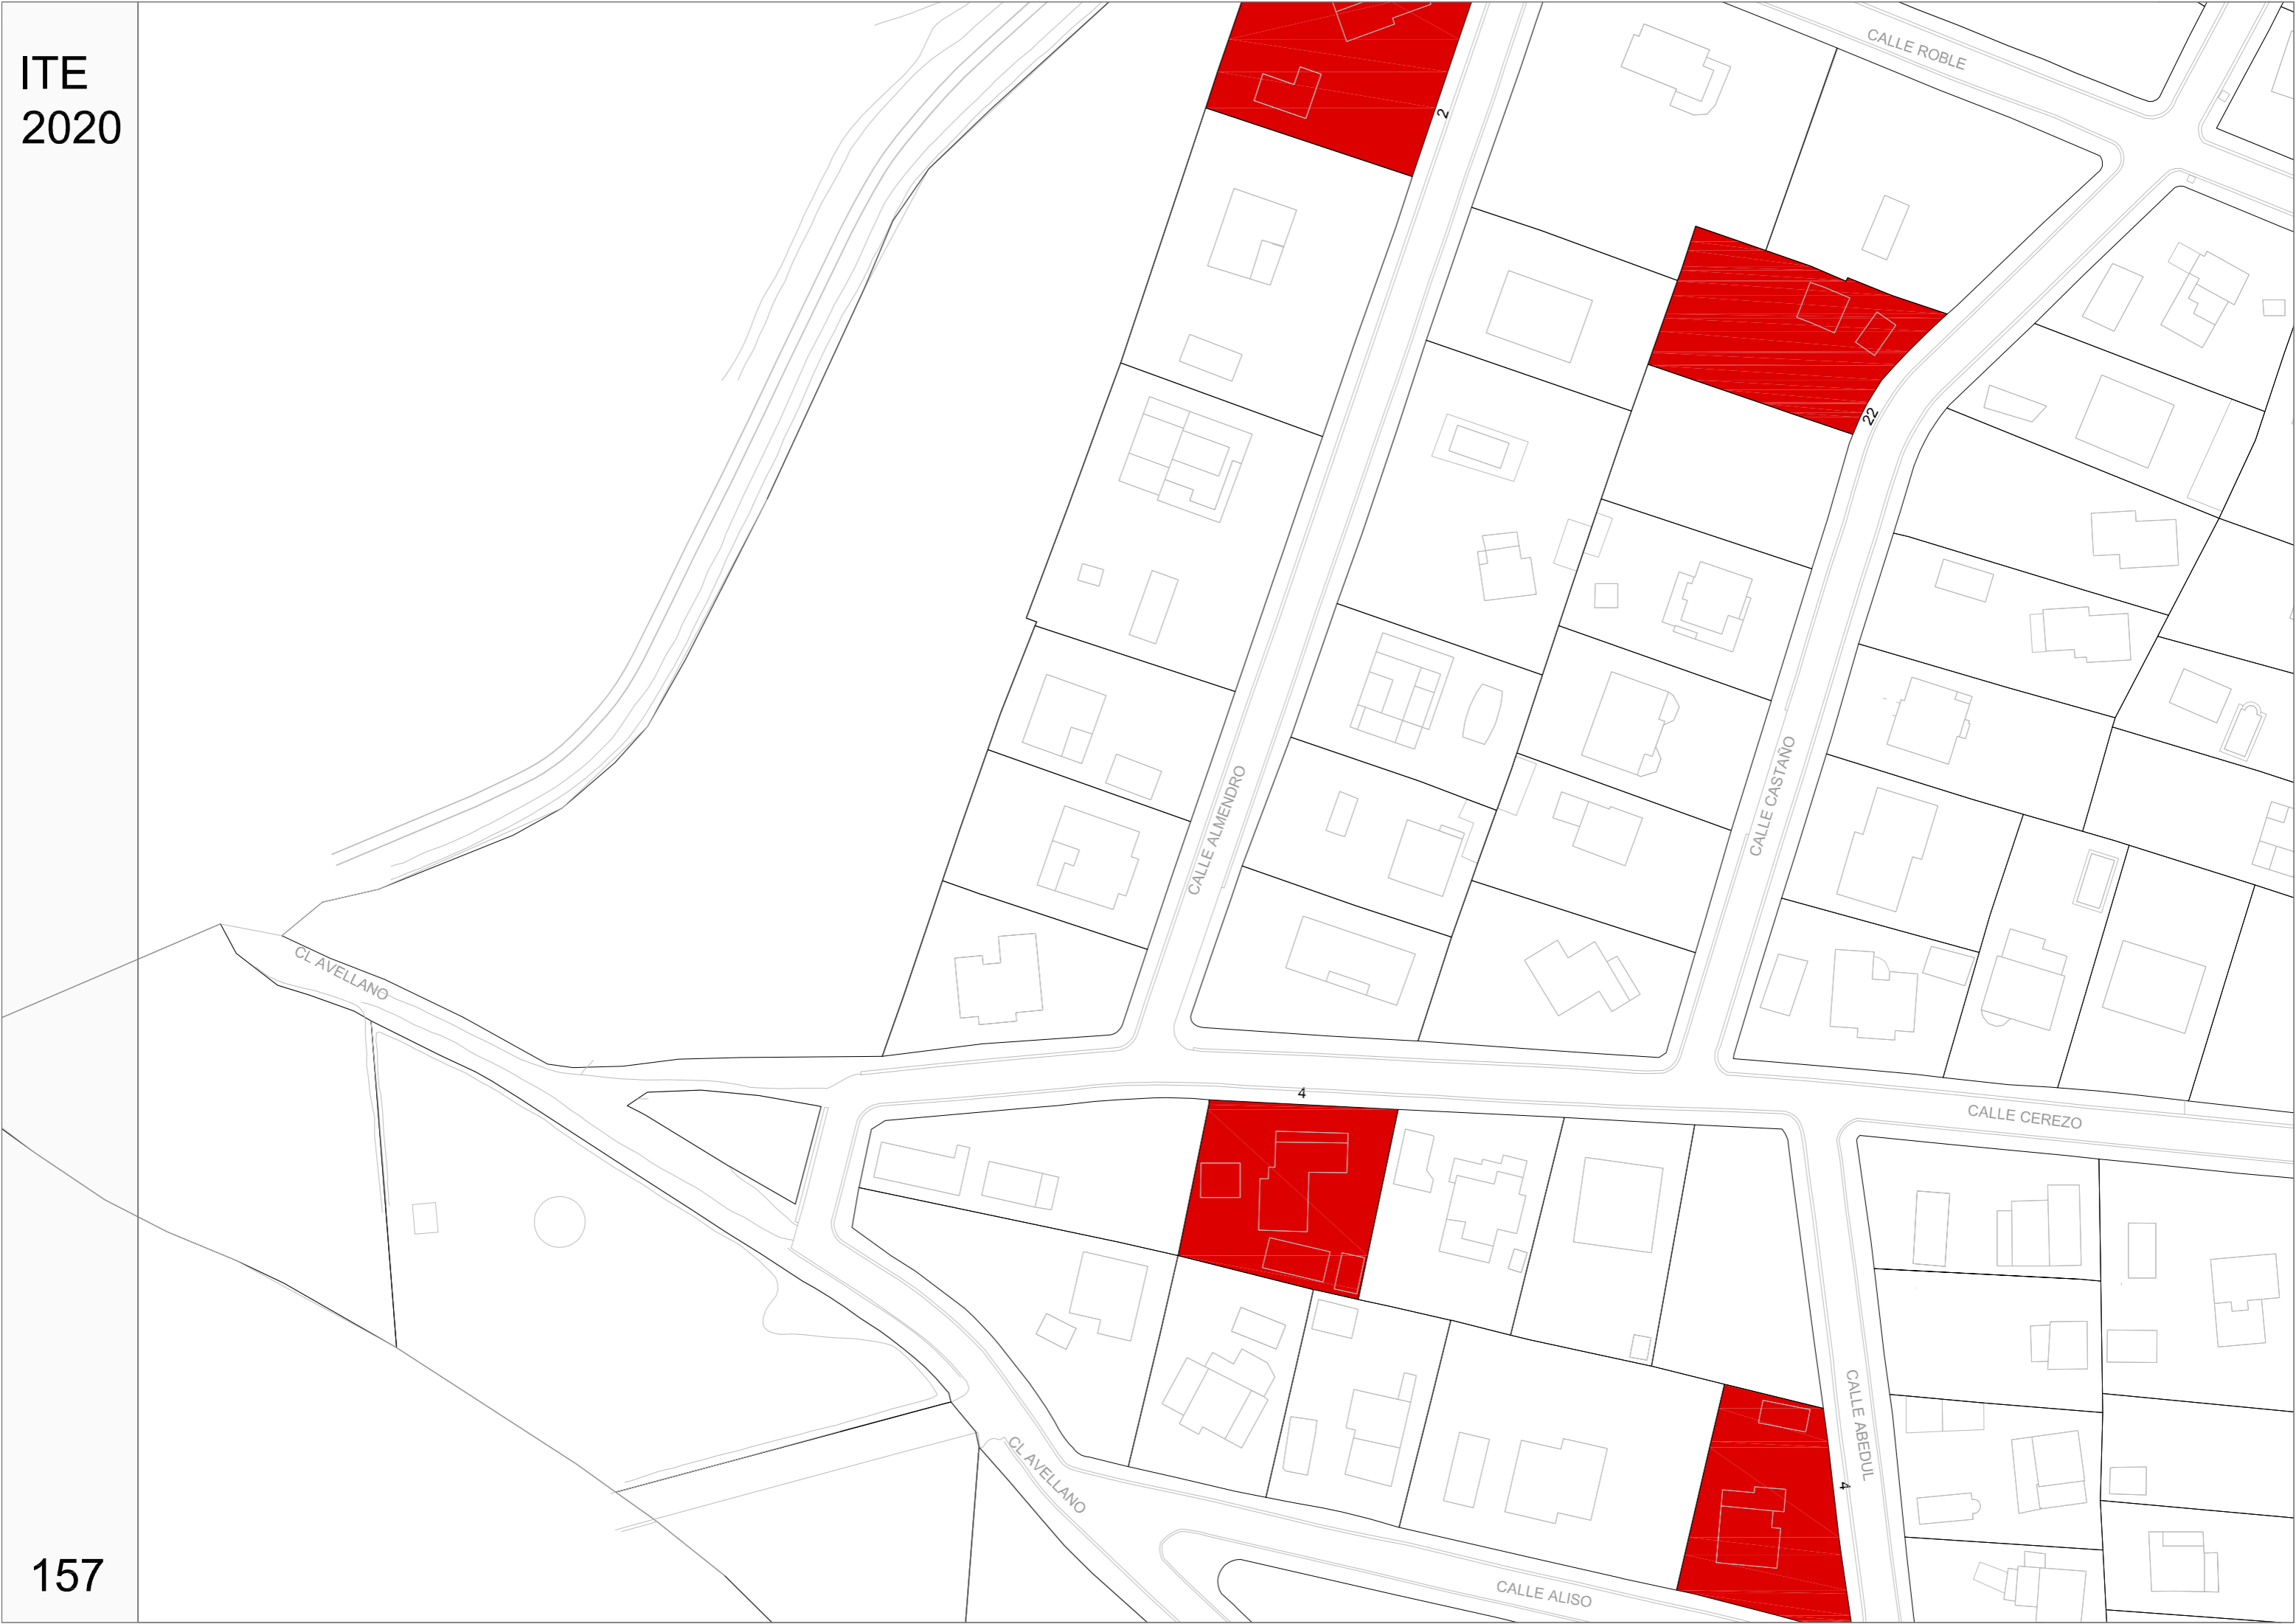 ITE
2020
CALLE ROBLE
2
22
CALLE ALMENDRO
CALLE CASTAÑO
CL AVELLANO
4
CALLE CEREZO
CALLE ABEDUL
4
CL AVELLANO
CALLE ALISO
157